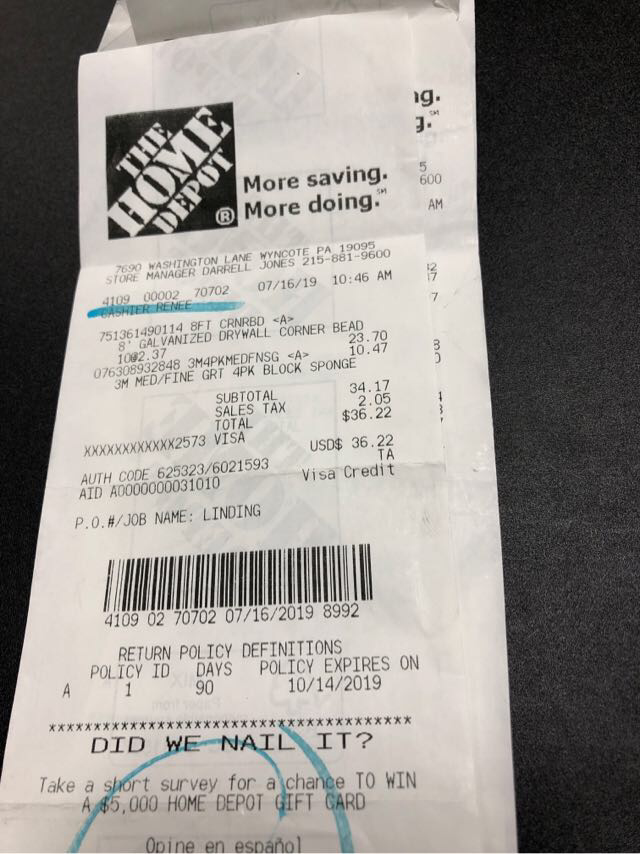 THE
HOME
DEPOT
®
More saving.
More doing.℠
7690 WASHINGTON LANE WYNCOTE PA 19095
STORE MANAGER DARRELL JONES 215-881-9600
4109 00002 70702 07/16/19 10:46 AM
CASHIER RENEE
751361490114 8FT CRNRBD <A>
8' GALVANIZED DRYWALL CORNER BEAD
10@2.37 23.70
076308932848 3M4PKMEDFNSG <A> 10.47
3M MED/FINE GRT 4PK BLOCK SPONGE
SUBTOTAL 34.17
SALES TAX 2.05
TOTAL $36.22
XXXXXXXXXXXX2573 VISA
USD$ 36.22
AUTH CODE 625323/6021593 TA
AID A0000000031010 Visa Credit
P.O.#/JOB NAME: LINDING
4109 02 70702 07/16/2019 8992
RETURN POLICY DEFINITIONS
POLICY ID DAYS POLICY EXPIRES ON
A 1 90 10/14/2019
*******************************************
DID WE NAIL IT?
Take a short survey for a chance TO WIN
A $5,000 HOME DEPOT GIFT CARD
Opine en español
g.
g.℠
5
600
AM
7